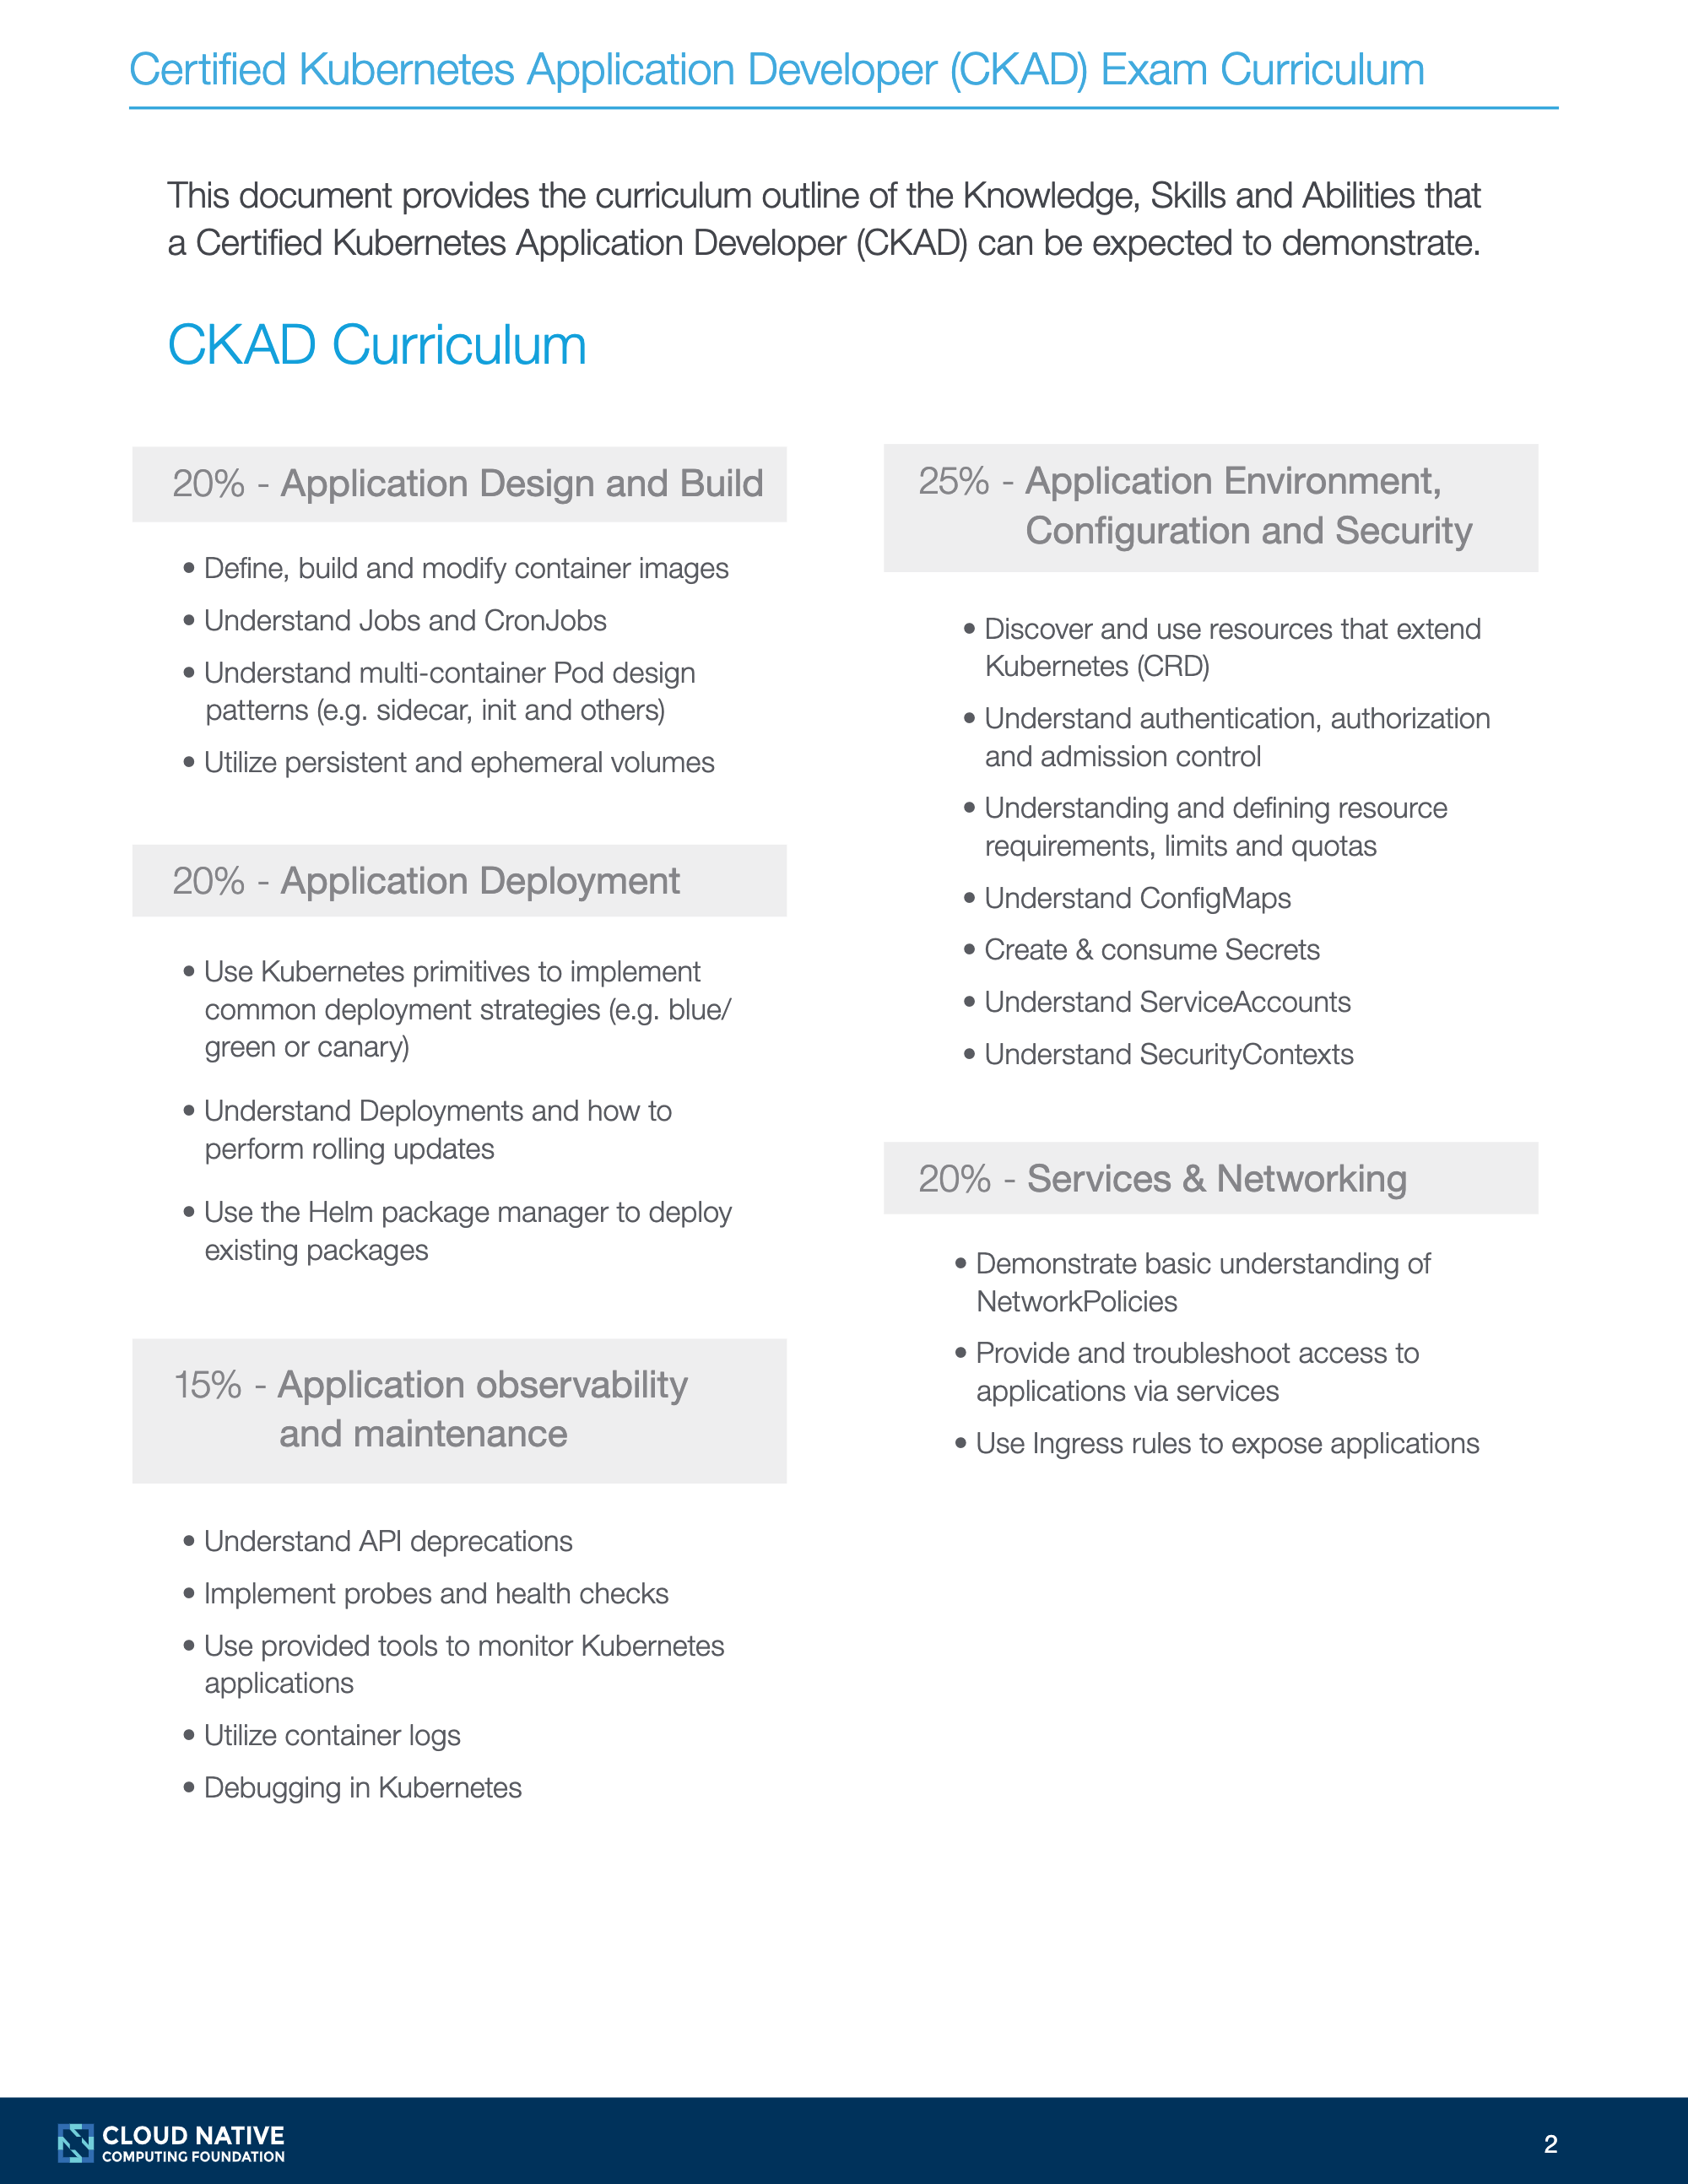 Certified Kubernetes Application Developer (CKAD) Exam Curriculum
This document provides the curriculum outline of the Knowledge, Skills and Abilities that
a Certified Kubernetes Application Developer (CKAD) can be expected to demonstrate.
CKAD Curriculum
20% - Application Design and Build
• Define, build and modify container images
• Understand Jobs and CronJobs
• Understand multi-container Pod design
patterns (e.g. sidecar, init and others)
• Utilize persistent and ephemeral volumes
20% - Application Deployment
• Use Kubernetes primitives to implement
common deployment strategies (e.g. blue/
green or canary)
• Understand Deployments and how to
perform rolling updates
• Use the Helm package manager to deploy
existing packages
15% - Application observability
and maintenance
• Understand API deprecations
• Implement probes and health checks
• Use provided tools to monitor Kubernetes
applications
• Utilize container logs
• Debugging in Kubernetes
25% - Application Environment,
Configuration and Security
• Discover and use resources that extend
Kubernetes (CRD)
• Understand authentication, authorization
and admission control
• Understanding and defining resource
requirements, limits and quotas
• Understand ConfigMaps
• Create & consume Secrets
• Understand ServiceAccounts
• Understand SecurityContexts
20% - Services & Networking
• Demonstrate basic understanding of
NetworkPolicies
• Provide and troubleshoot access to
applications via services
• Use Ingress rules to expose applications
CLOUD NATIVE
COMPUTING FOUNDATION
2